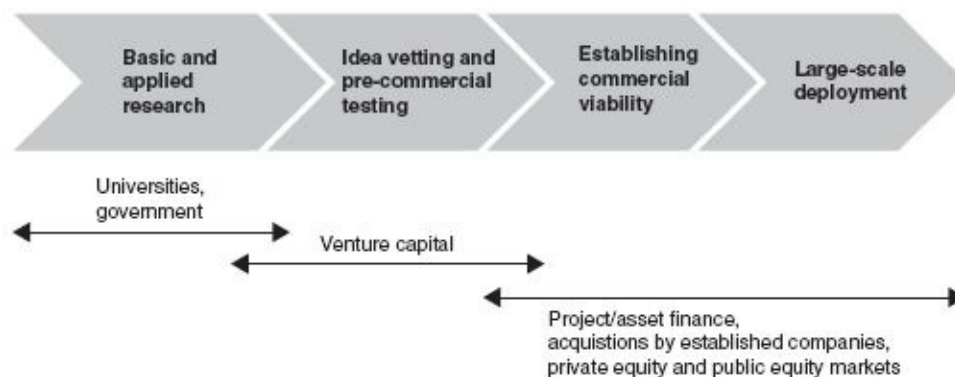 Basic and
applied
research
Idea vetting and
pre-commercial
testing
Establishing
commercial
viability
Large-scale
deployment
Universities,
government
Venture capital
Project/asset finance,
acquistions by established companies,
private equity and public equity markets